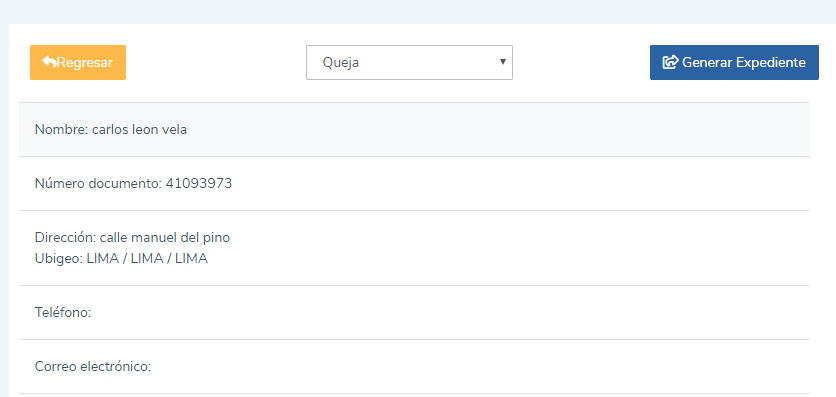 Regresar
Queja
Generar Expediente
Nombre: carlos leon vela
Número documento: 41093973
Dirección: calle manuel del pino
Ubigeo: LIMA / LIMA / LIMA
Teléfono:
Correo electrónico: